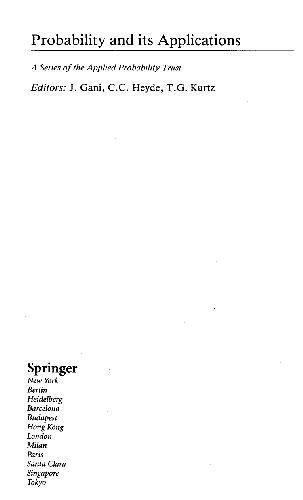 Probability and its Applications
A Series of the Applied Probability Trust
Editors: J. Gani, C.C. Heyde, T.G. Kurtz
Springer
New York
Berlin
Heidelberg
Barcelona
Budapest
Hong Kong
London
Milan
Paris
Santa Clara
Singapore
Tokyo